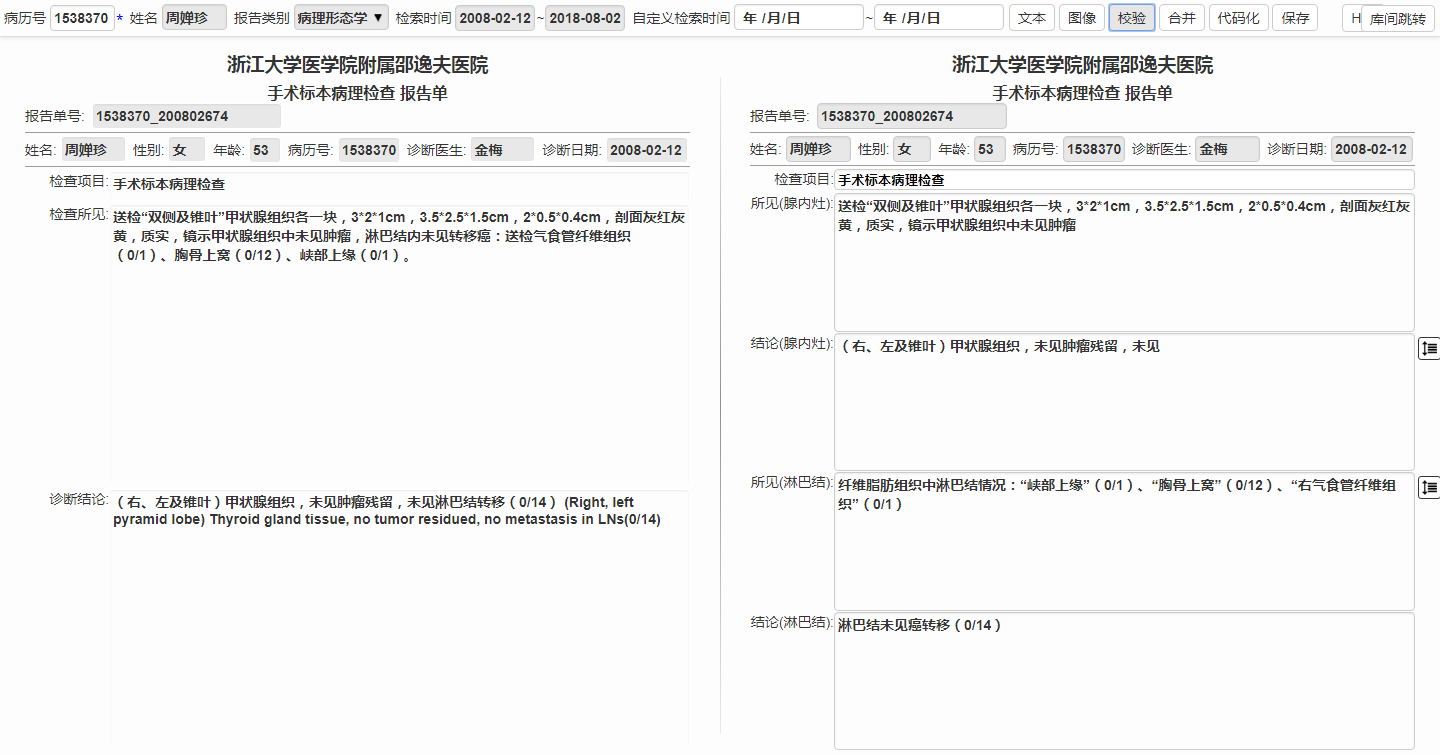 病历号 1538370 * 姓名 周婵珍 报告类别 病理形态学 ▼ 检索时间 2008-02-12 ~ 2018-08-02 自定义检索时间 年 /月/日 ~ 年 /月/日 文本 图像 校验 合并 代码化 保存 H 库间跳转
浙江大学医学院附属邵逸夫医院
手术标本病理检查 报告单
报告单号: 1538370_200802674
姓名: 周婵珍 性别: 女 年龄: 53 病历号: 1538370 诊断医生: 金梅 诊断日期: 2008-02-12
检查项目: 手术标本病理检查
检查所见: 送检“双侧及锥叶”甲状腺组织各一块，3*2*1cm，3.5*2.5*1.5cm，2*0.5*0.4cm，剖面灰红灰
黄，质实，镜示甲状腺组织中未见肿瘤，淋巴结内未见转移癌：送检气食管纤维组织
（0/1）、胸骨上窝（0/12）、峡部上缘（0/1）。
诊断结论: （右、左及锥叶）甲状腺组织，未见肿瘤残留，未见淋巴结转移（0/14） (Right, left
pyramid lobe) Thyroid gland tissue, no tumor residued, no metastasis in LNs(0/14)
浙江大学医学院附属邵逸夫医院
手术标本病理检查 报告单
报告单号: 1538370_200802674
姓名: 周婵珍 性别: 女 年龄: 53 病历号: 1538370 诊断医生: 金梅 诊断日期: 2008-02-12
检查项目: 手术标本病理检查
所见(腺内灶): 送检“双侧及锥叶”甲状腺组织各一块，3*2*1cm，3.5*2.5*1.5cm，2*0.5*0.4cm，剖面灰红灰
黄，质实，镜示甲状腺组织中未见肿瘤
结论(腺内灶): （右、左及锥叶）甲状腺组织，未见肿瘤残留，未见
所见(淋巴结): 纤维脂肪组织中淋巴结情况：“峡部上缘”（0/1）、“胸骨上窝”（0/12）、“右气食管纤维组
织”（0/1）
结论(淋巴结): 淋巴结未见癌转移（0/14）